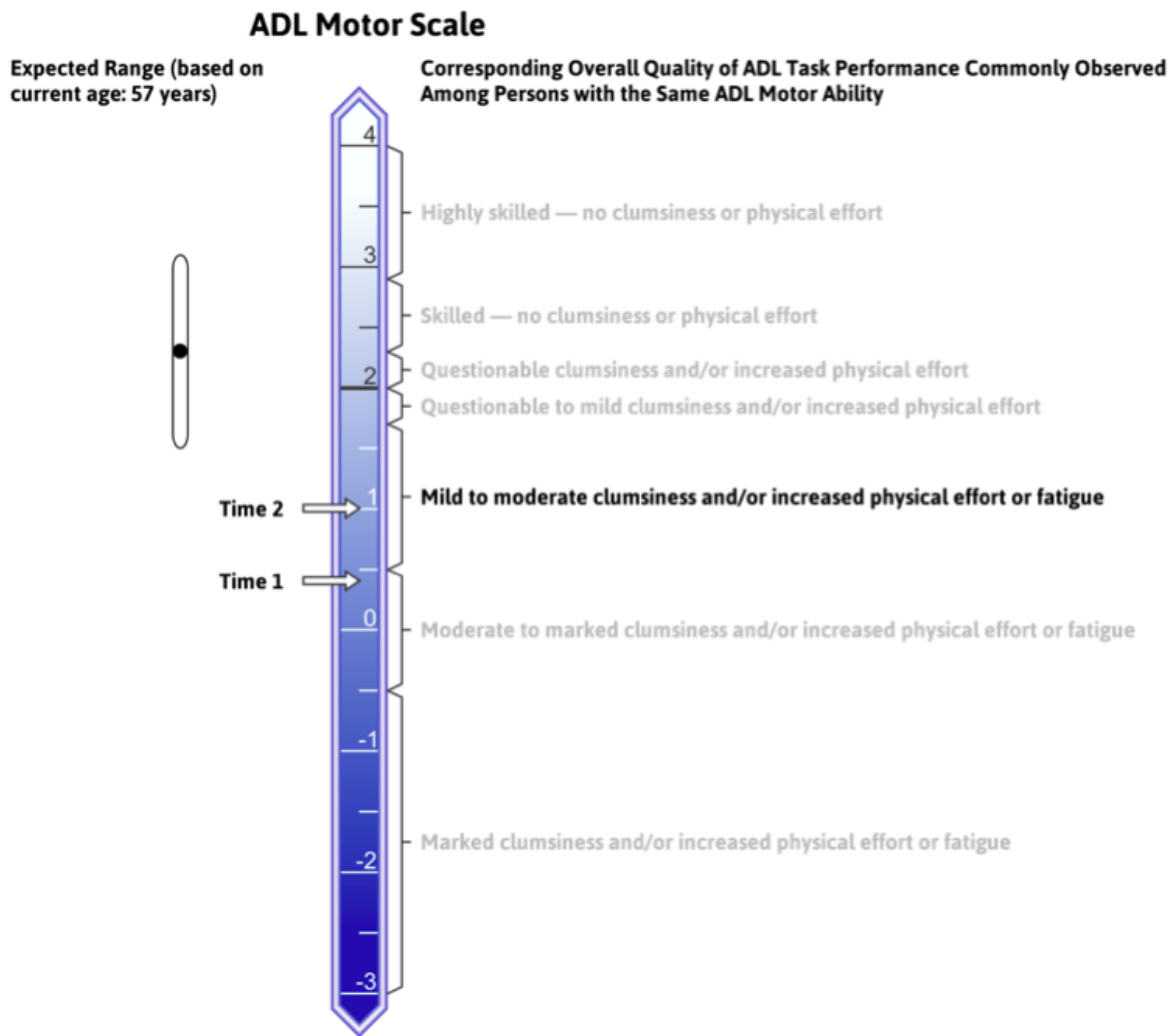 ADL Motor Scale
Expected Range (based on
current age: 57 years)
Corresponding Overall Quality of ADL Task Performance Commonly Observed
Among Persons with the Same ADL Motor Ability
4
Highly skilled — no clumsiness or physical effort
3
Skilled — no clumsiness or physical effort
Questionable clumsiness and/or increased physical effort
2
Questionable to mild clumsiness and/or increased physical effort
1
Mild to moderate clumsiness and/or increased physical effort or fatigue
Time 2
Time 1
0
Moderate to marked clumsiness and/or increased physical effort or fatigue
-1
Marked clumsiness and/or increased physical effort or fatigue
-2
-3